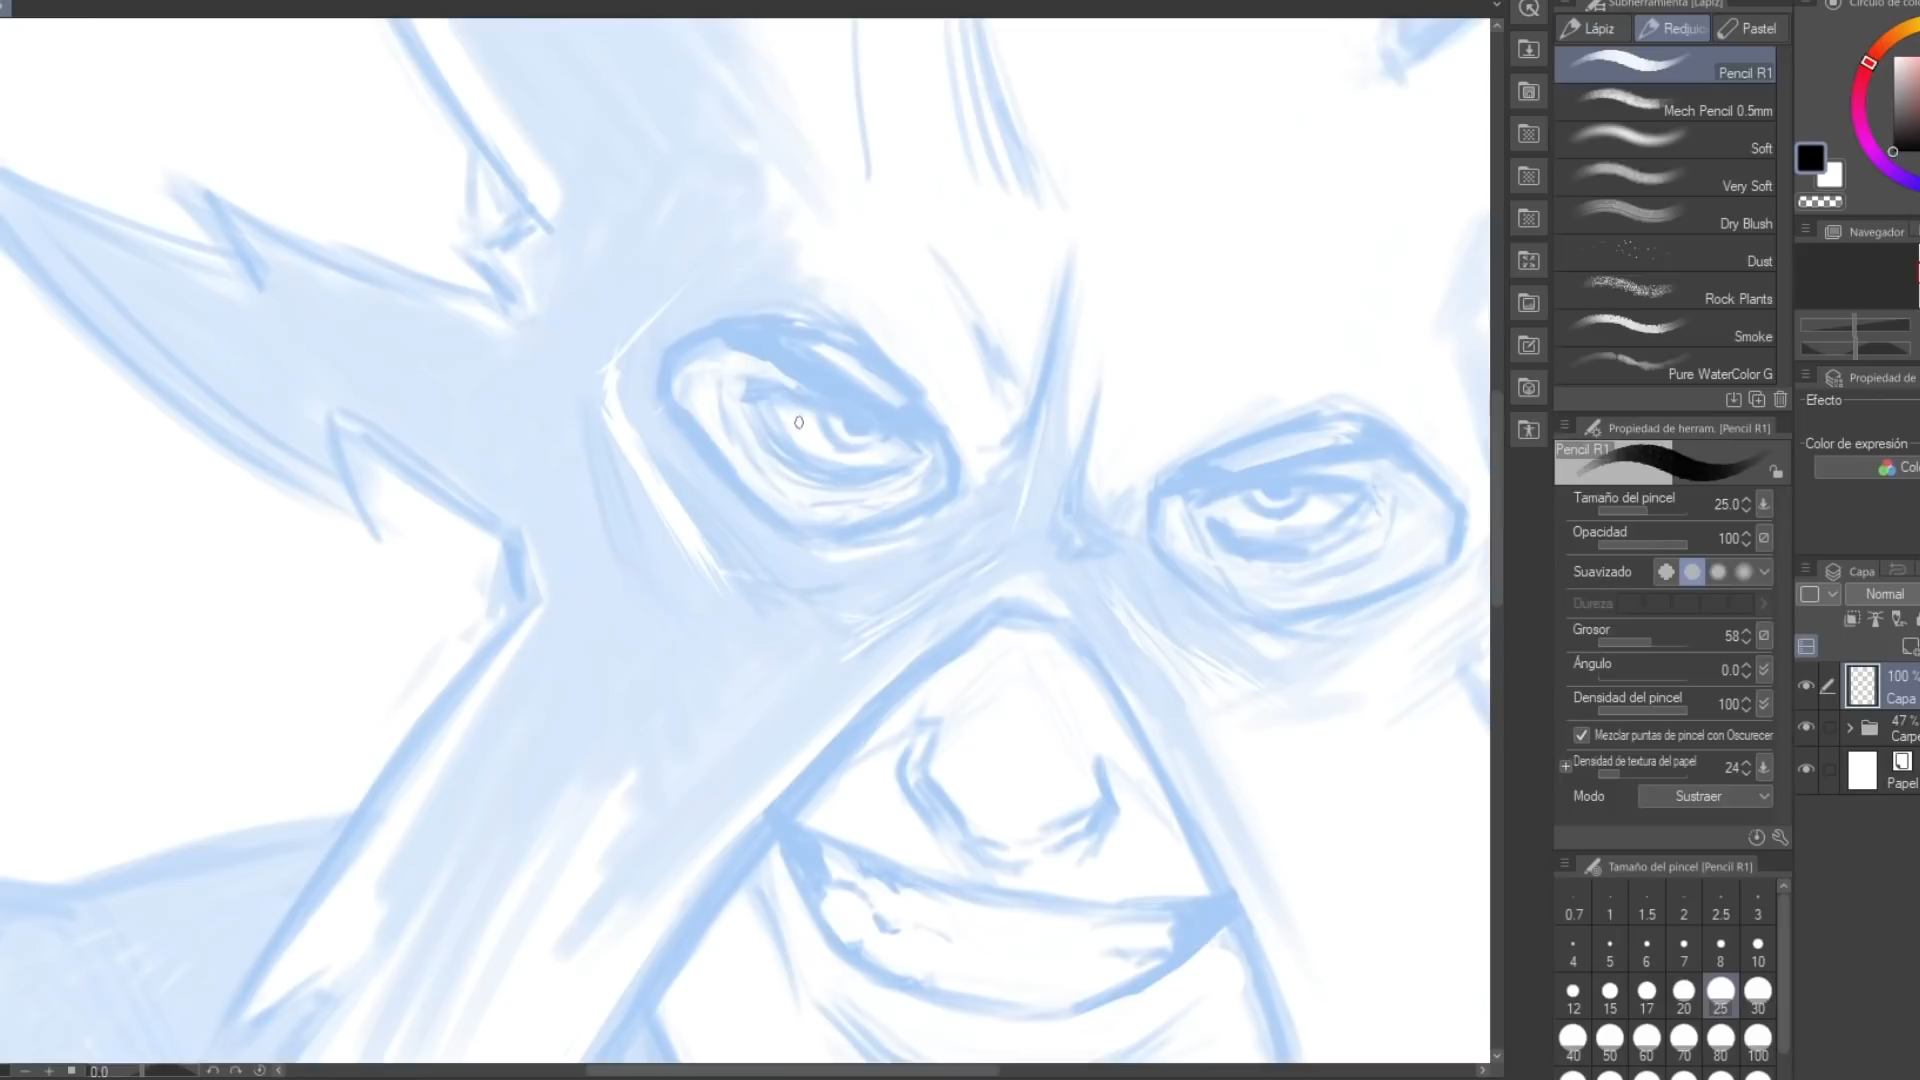 Subherramienta [Lápiz]
Lápiz
Redjuic
Pastel
Pencil R1
Mech Pencil 0.5mm
Soft
Very Soft
Dry Blush
Dust
Rock Plants
Smoke
Pure WaterColor G
Propiedad de herram. [Pencil R1]
Pencil R1
Tamaño del pincel
25.0
Opacidad
100
Suavizado
Dureza
Grosor
58
Ángulo
0.0
Densidad del pincel
100
Mezclar puntas de pincel con Oscurecer
Densidad de textura del papel
24
Modo
Sustraer
Tamaño del pincel [Pencil R1]
0.7 1 1.5 2 2.5 3
4 5 6 7 8 10
12 15 17 20 25 30
40 50 60 70 80 100
Círculo de colo
Navegador
Propiedad de
Efecto
Color de expresión
Colo
Capa
Normal
100 %
Capa
47 %
Carpe
Papel
0.0